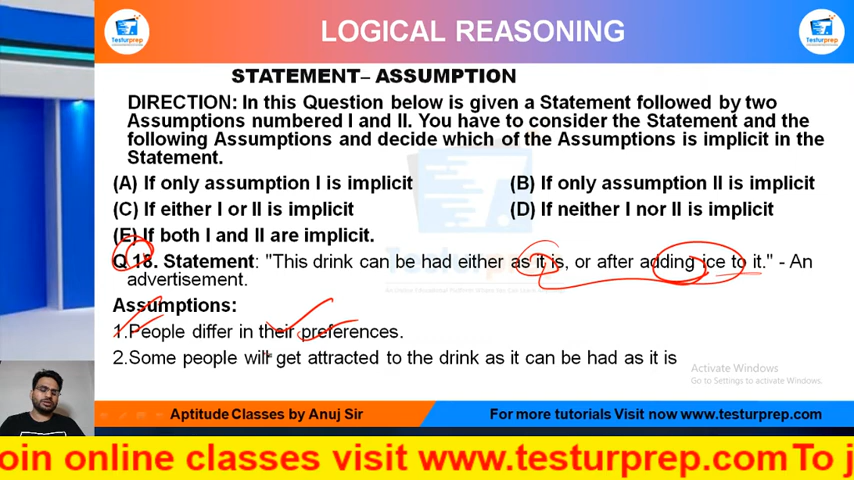 Testurprep
LOGICAL REASONING
Testurprep
STATEMENT– ASSUMPTION
DIRECTION: In this Question below is given a Statement followed by two
Assumptions numbered I and II. You have to consider the Statement and the
following Assumptions and decide which of the Assumptions is implicit in the
Statement.
(A) If only assumption I is implicit
(B) If only assumption II is implicit
(C) If either I or II is implicit
(D) If neither I nor II is implicit
(E) If both I and II are implicit.
Q.18. Statement: "This drink can be had either as it is, or after adding ice to it." - An
advertisement.
Assumptions:
1.People differ in their preferences.
2.Some people will get attracted to the drink as it can be had as it is
Activate Windows
Go to Settings to activate Windows.
Aptitude Classes by Anuj Sir
For more tutorials Visit now www.testurprep.com
oin online classes visit www.testurprep.com To j